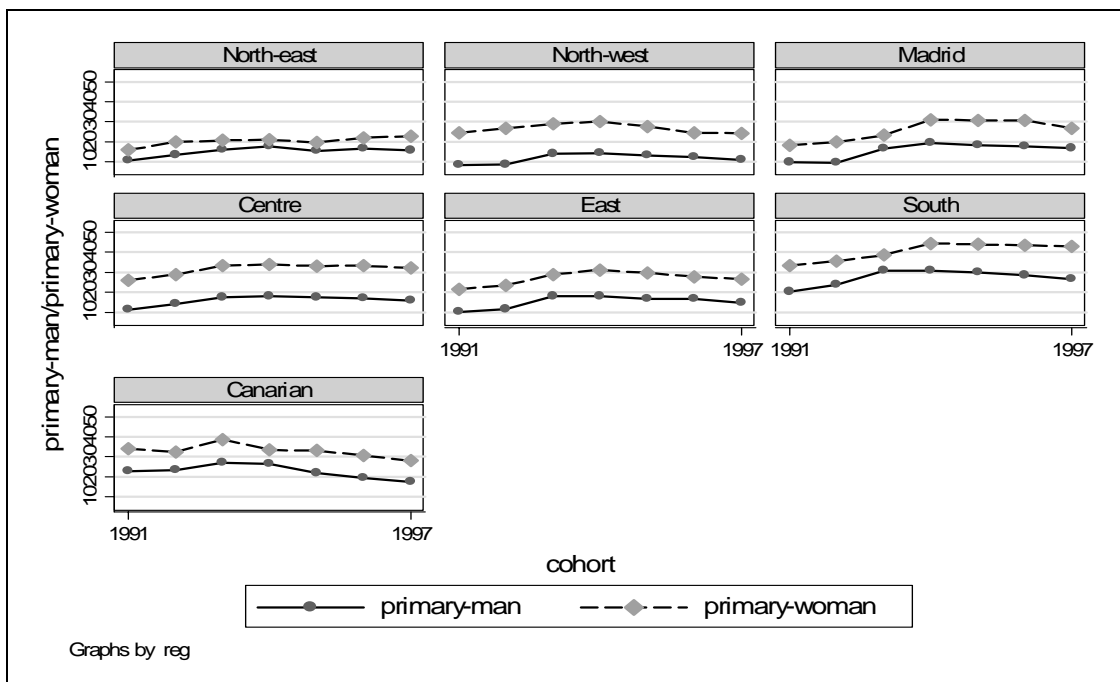 North-east North-west Madrid
1020304050
Centre East South
1020304050
1991 1997 1991 1997
Canarian
1020304050
1991 1997
primary-man/primary-woman
cohort
primary-man primary-woman
Graphs by reg